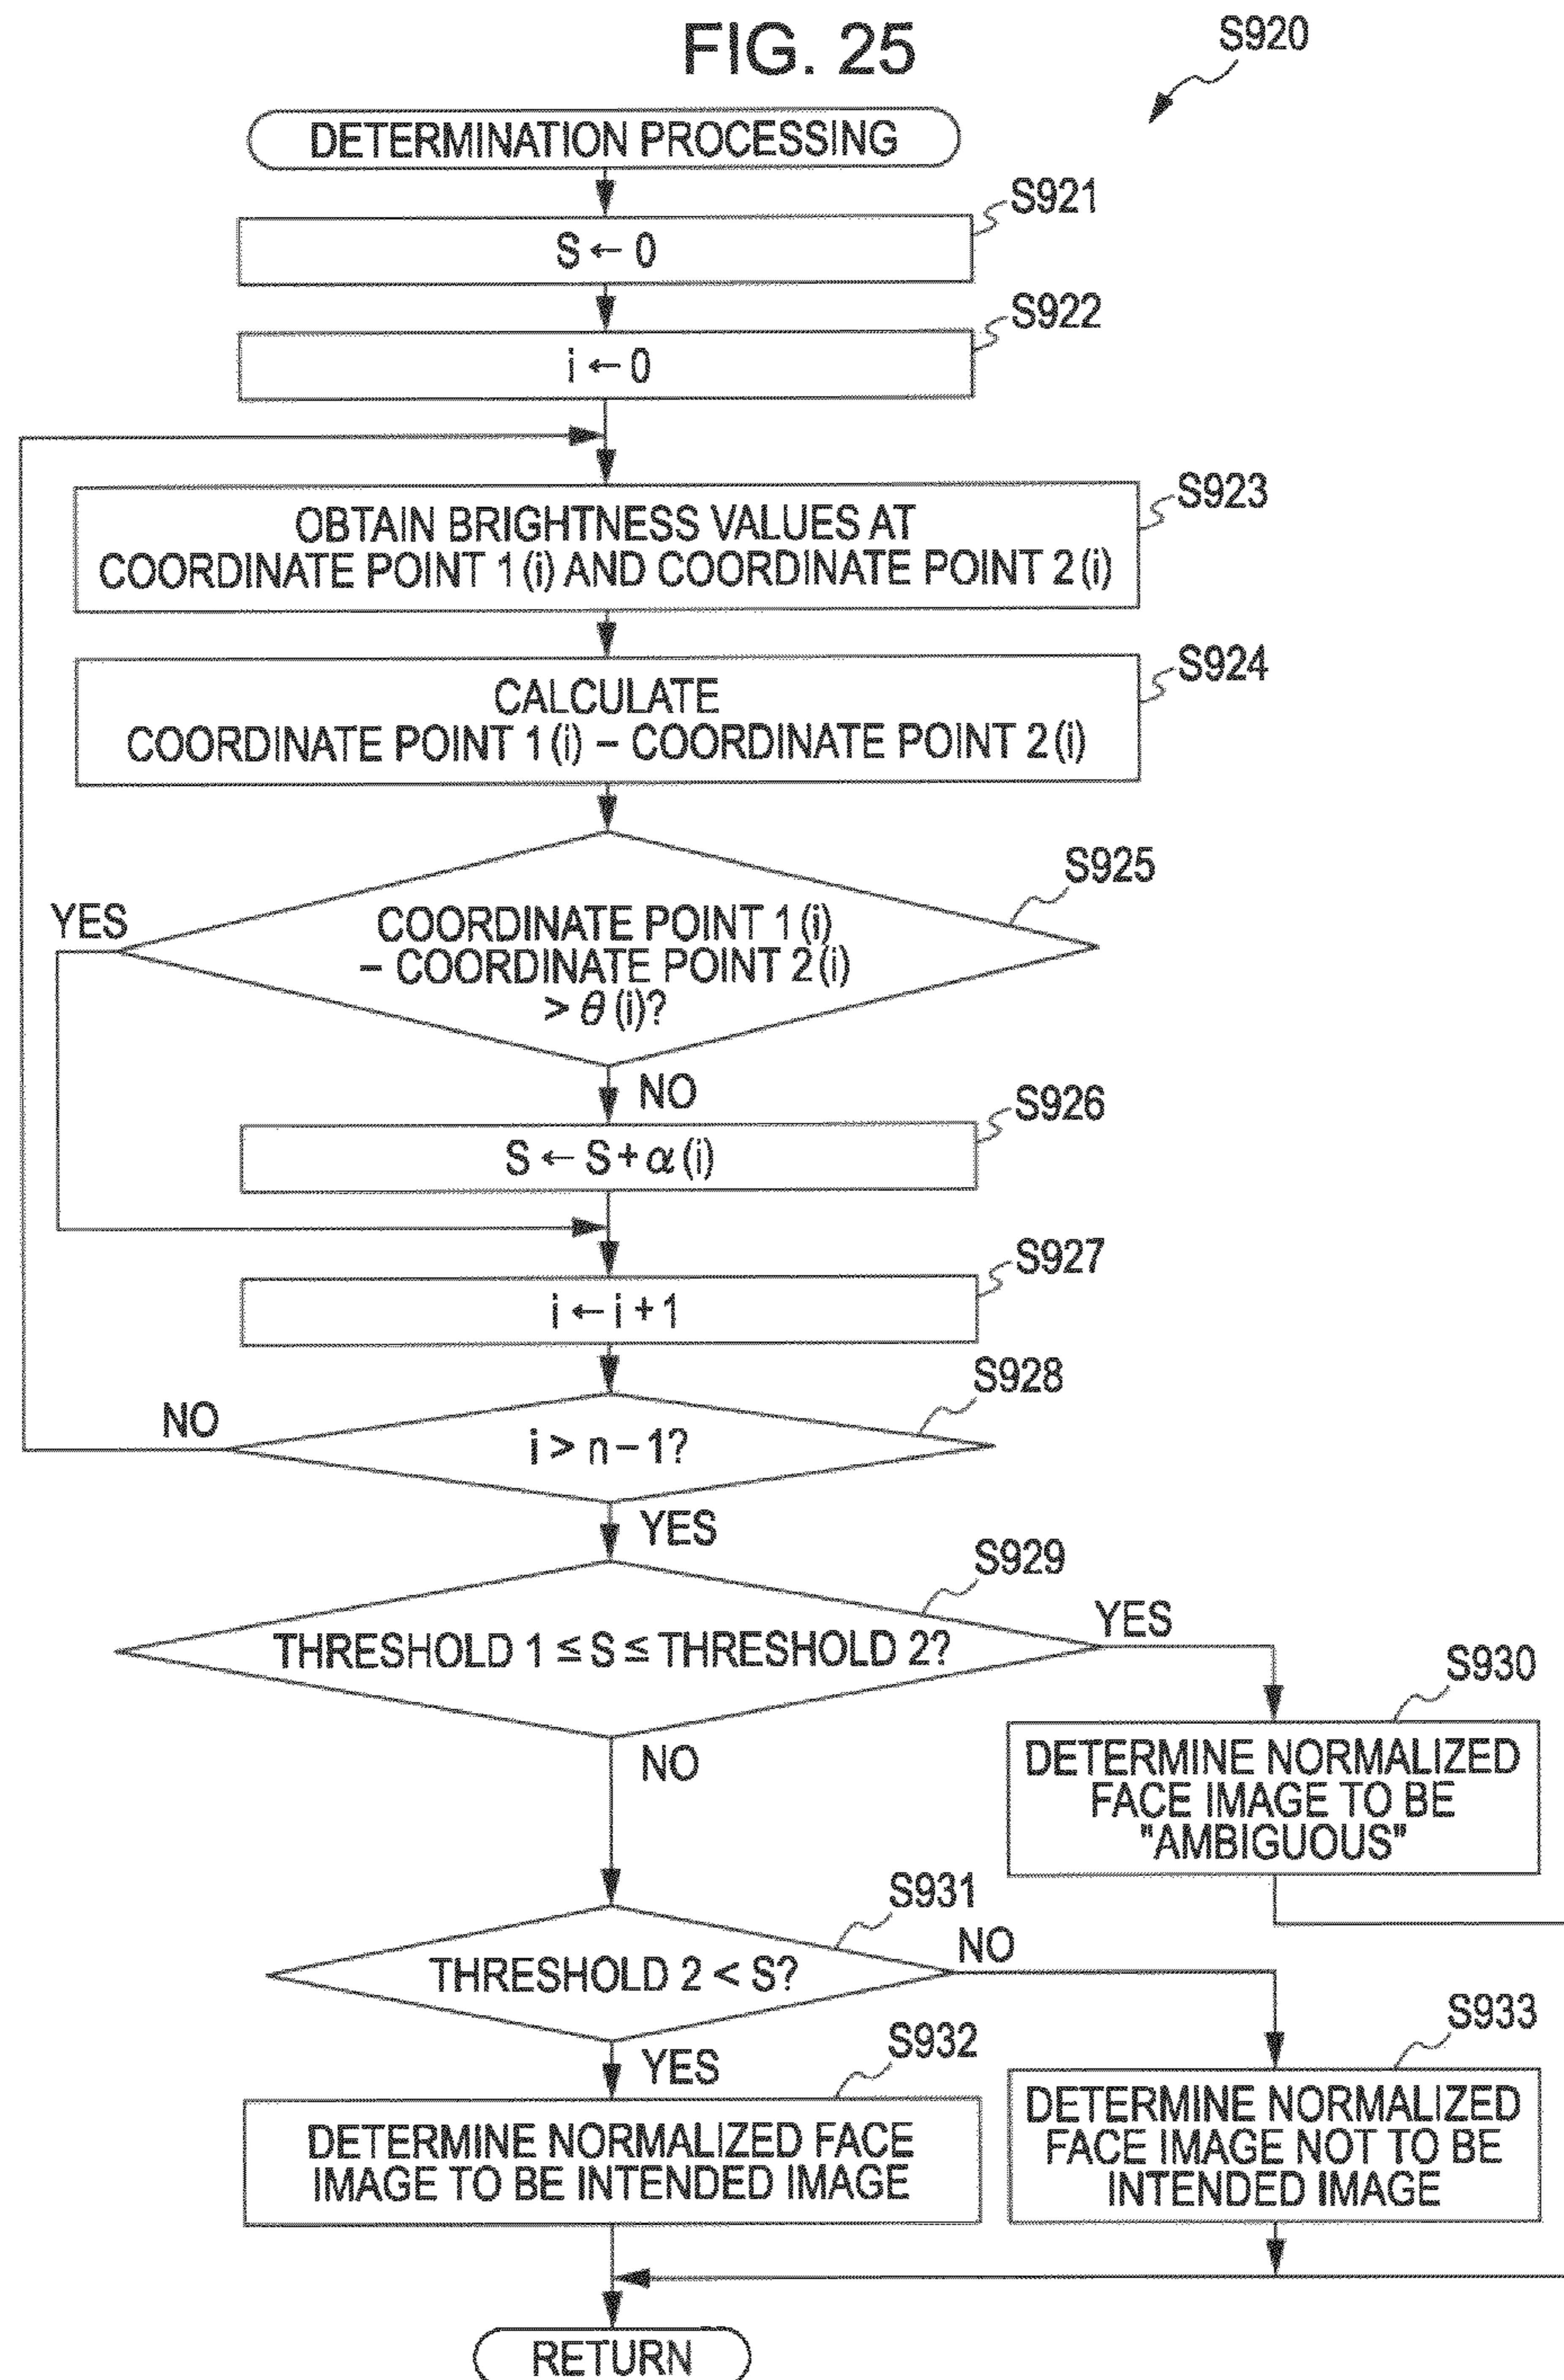 FIG. 25
S920
DETERMINATION PROCESSING
S921
S ← 0
S922
i ← 0
S923
OBTAIN BRIGHTNESS VALUES AT
COORDINATE POINT 1 (i) AND COORDINATE POINT 2 (i)
S924
CALCULATE
COORDINATE POINT 1 (i) – COORDINATE POINT 2 (i)
S925
YES
COORDINATE POINT 1 (i)
– COORDINATE POINT 2 (i)
> θ (i)?
NO
S926
S ← S + α (i)
S927
i ← i + 1
S928
NO
i > n – 1?
YES
S929
YES
THRESHOLD 1 ≤ S ≤ THRESHOLD 2?
S930
NO
DETERMINE NORMALIZED
FACE IMAGE TO BE
"AMBIGUOUS"
S931
NO
THRESHOLD 2 < S?
S933
S932
YES
DETERMINE NORMALIZED FACE
IMAGE TO BE INTENDED IMAGE
DETERMINE NORMALIZED
FACE IMAGE NOT TO BE
INTENDED IMAGE
RETURN